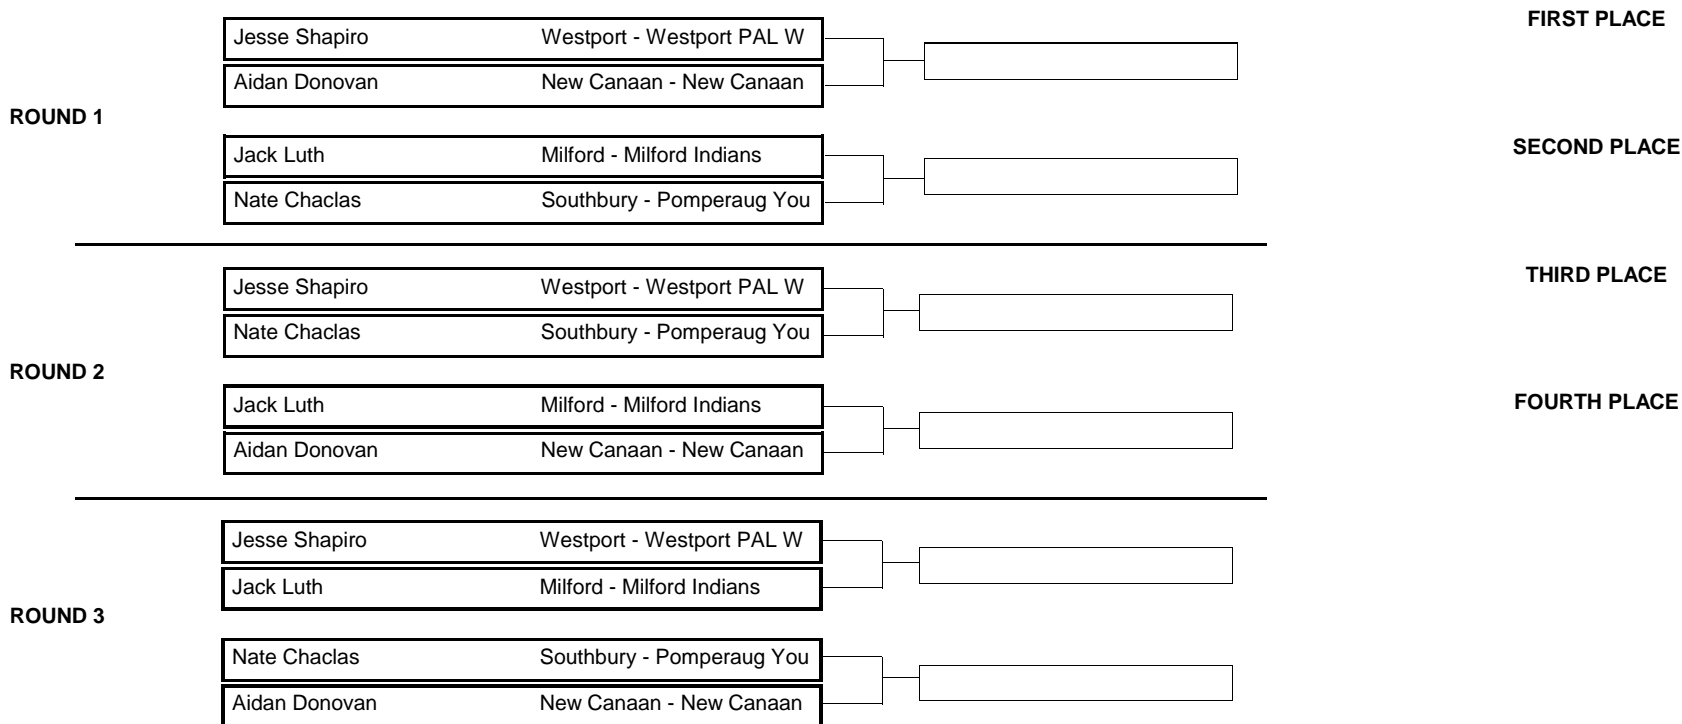 FIRST PLACE
Jesse Shapiro Westport - Westport PAL W
Aidan Donovan New Canaan - New Canaan
ROUND 1
Jack Luth Milford - Milford Indians
SECOND PLACE
Nate Chaclas Southbury - Pomperaug You
Jesse Shapiro Westport - Westport PAL W
THIRD PLACE
Nate Chaclas Southbury - Pomperaug You
ROUND 2
Jack Luth Milford - Milford Indians
FOURTH PLACE
Aidan Donovan New Canaan - New Canaan
Jesse Shapiro Westport - Westport PAL W
Jack Luth Milford - Milford Indians
ROUND 3
Nate Chaclas Southbury - Pomperaug You
Aidan Donovan New Canaan - New Canaan